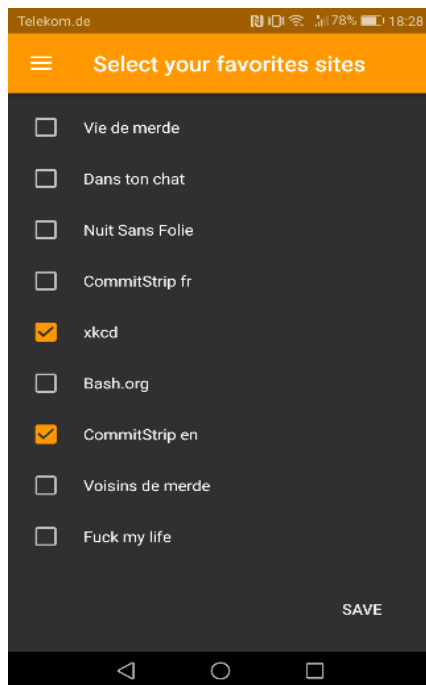 Telekom.de 78% 18:28
Select your favorites sites
Vie de merde
Dans ton chat
Nuit Sans Folie
CommitStrip fr
xkcd
Bash.org
CommitStrip en
Voisins de merde
Fuck my life
SAVE